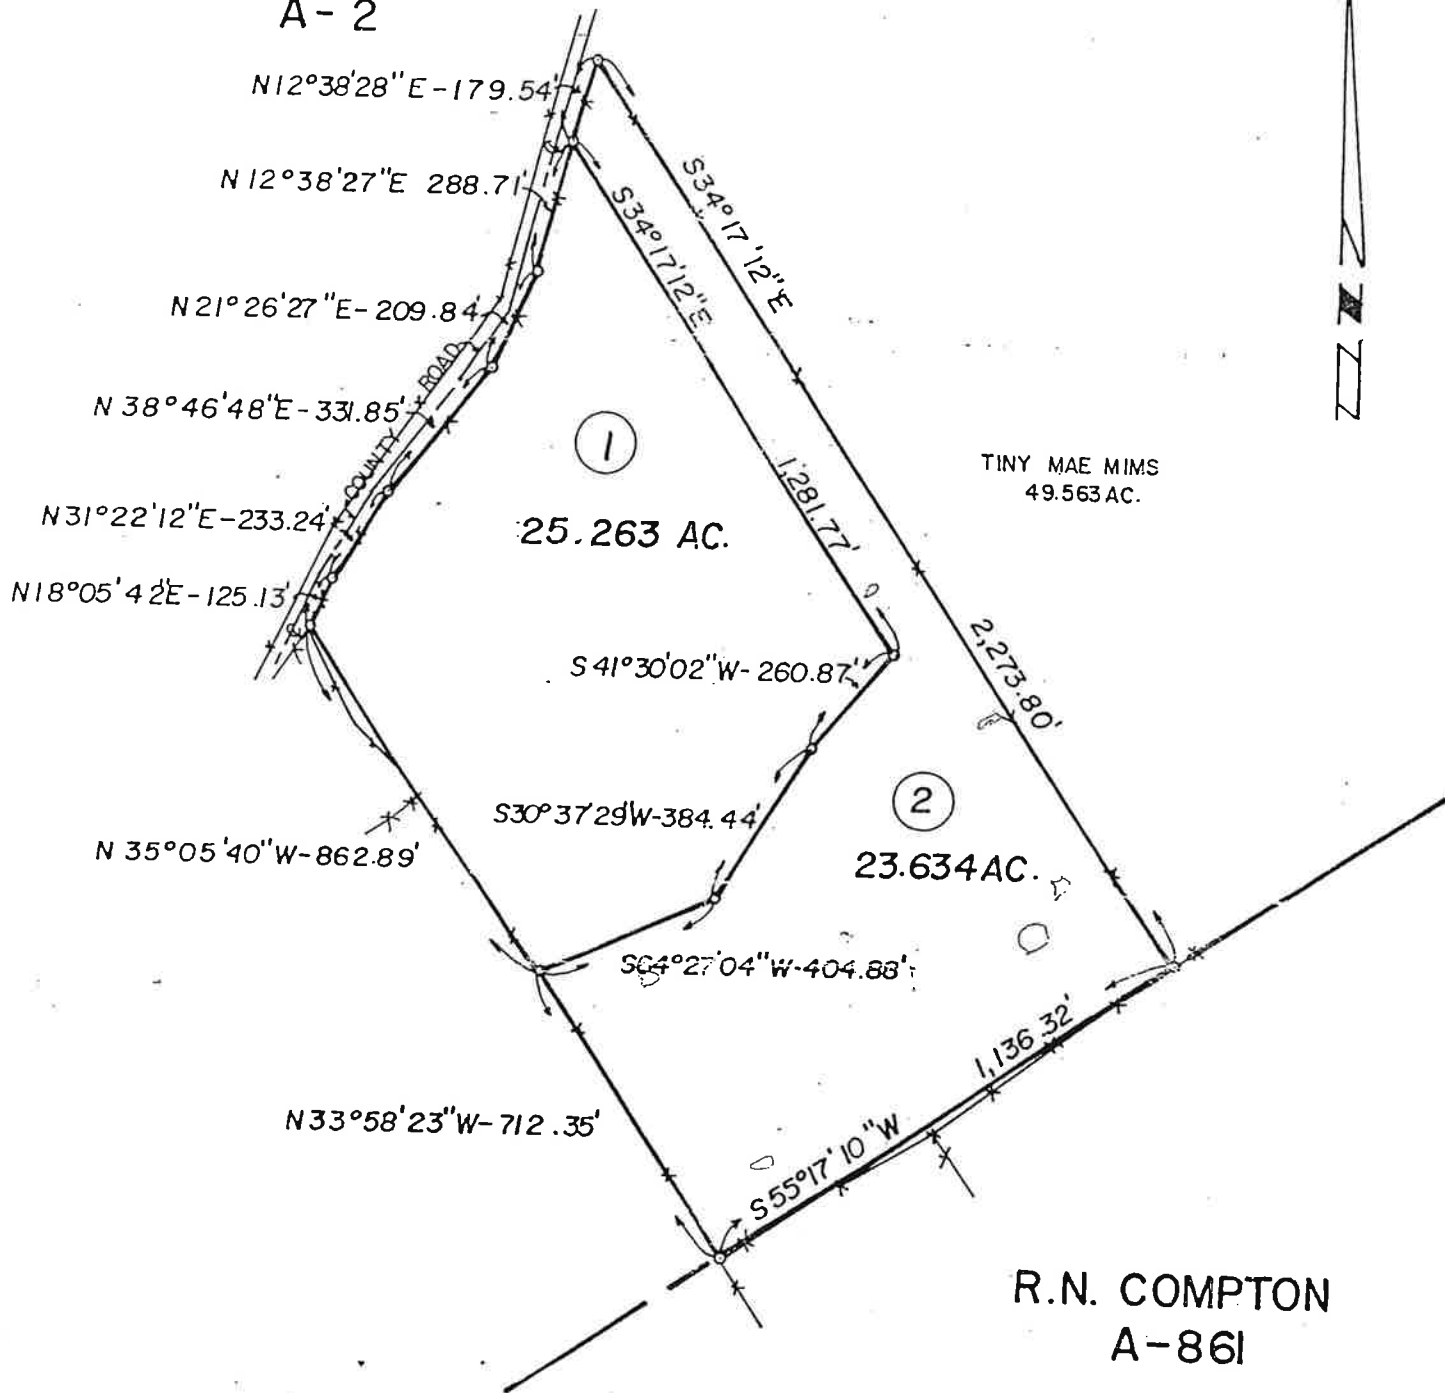 A-2
N12°38'28"E-179.54'
N12°38'27"E 288.71'
S34°17'12"E
S34°17'12"E
N21°26'27"E-209.84'
COUNTY ROAD
N38°46'48"E-331.85'
1
TINY MAE MIMS
49.563 AC.
1,281.77'
N31°22'12"E-233.24'
25.263 AC.
N18°05'42"E-125.13'
2,273.80'
S41°30'02"W-260.87'
2
S30°37'29"W-384.44'
N35°05'40"W-862.89'
23.634 AC.
S64°27'04"W-404.88'
1,136.32'
N33°58'23"W-712.35'
S55°17'10"W
R.N. COMPTON
A-861
N